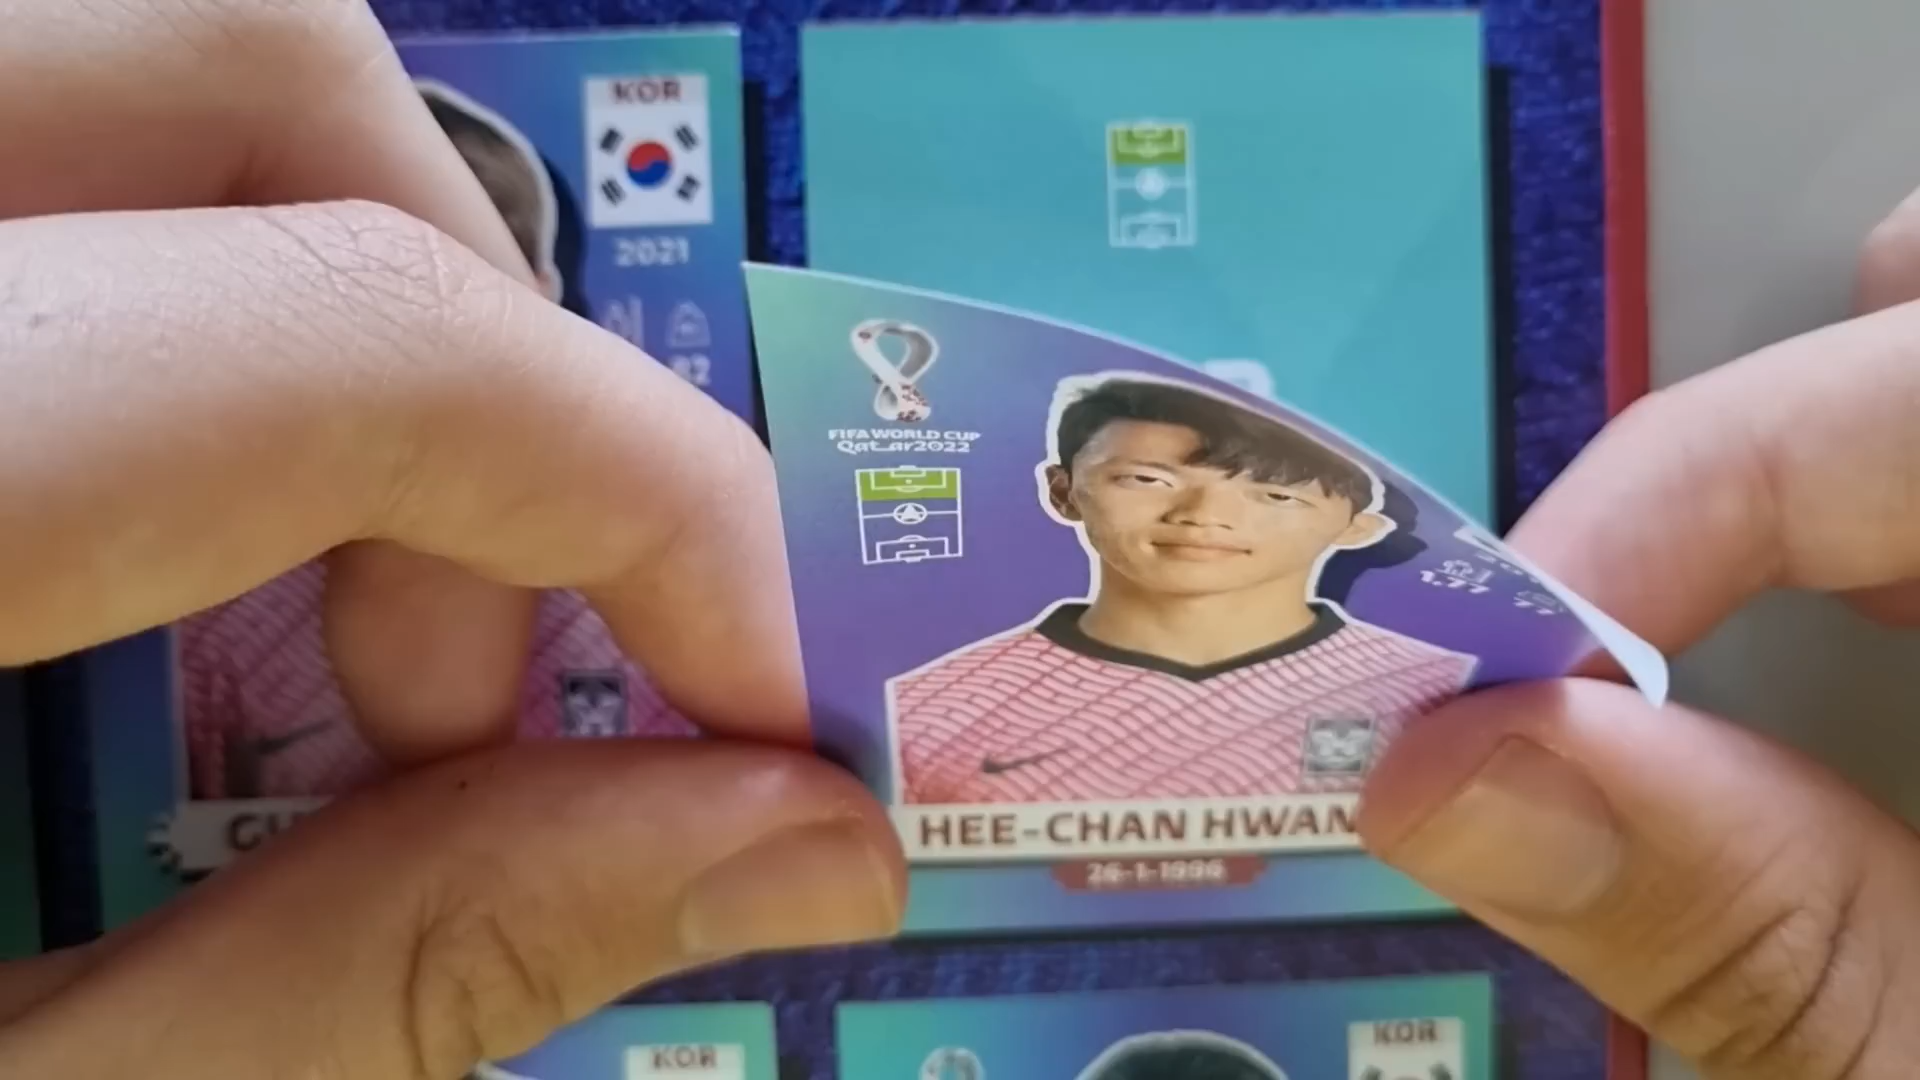 KOR
2021
FIFA WORLD CUP
Qatar2022
HEE-CHAN HWAN
26-1-1996
KOR
KOR